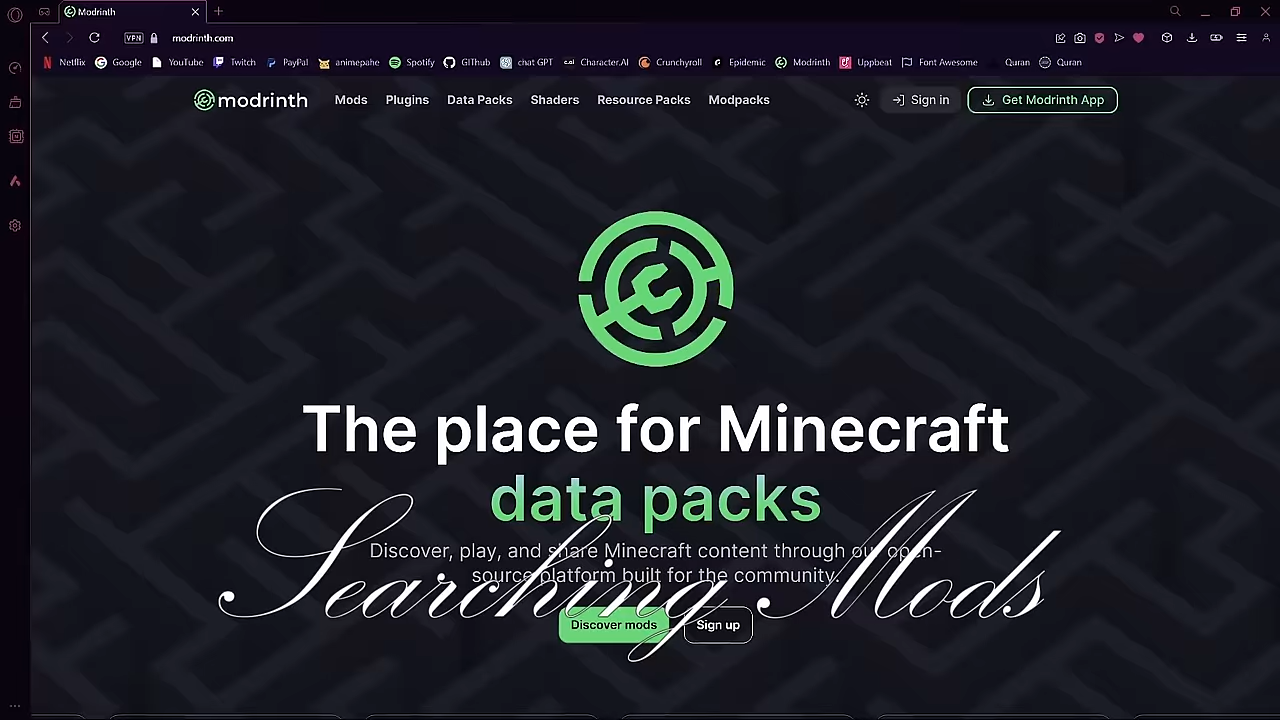 Modrinth
VPN modrinth.com
Netflix Google YouTube Twitch PayPal animepahe Spotify GIthub chat GPT c.ai Character.AI Crunchyroll Epidemic Modrinth Uppbeat Font Awesome Quran Quran
modrinth Mods Plugins Data Packs Shaders Resource Packs Modpacks Sign in Get Modrinth App
The place for Minecraft
data packs
Discover, play, and share Minecraft content through our open-
source platform built for the community.
Searching Mods
Discover mods Sign up